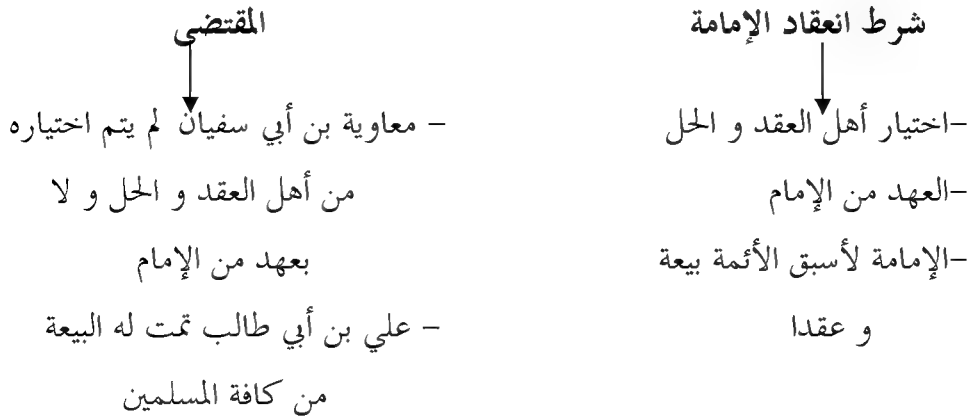 شرط انعقاد الإمامة
-اختيار أهل العقد و الحل
-العهد من الإمام
-الإمامة لأسبق الأئمة بيعة
و عقدا
المقتضى
- معاوية بن أبي سفيان لم يتم اختياره
من أهل العقد و الحل و لا
بعهد من الإمام
- علي بن أبي طالب تمت له البيعة
من كافة المسلمين